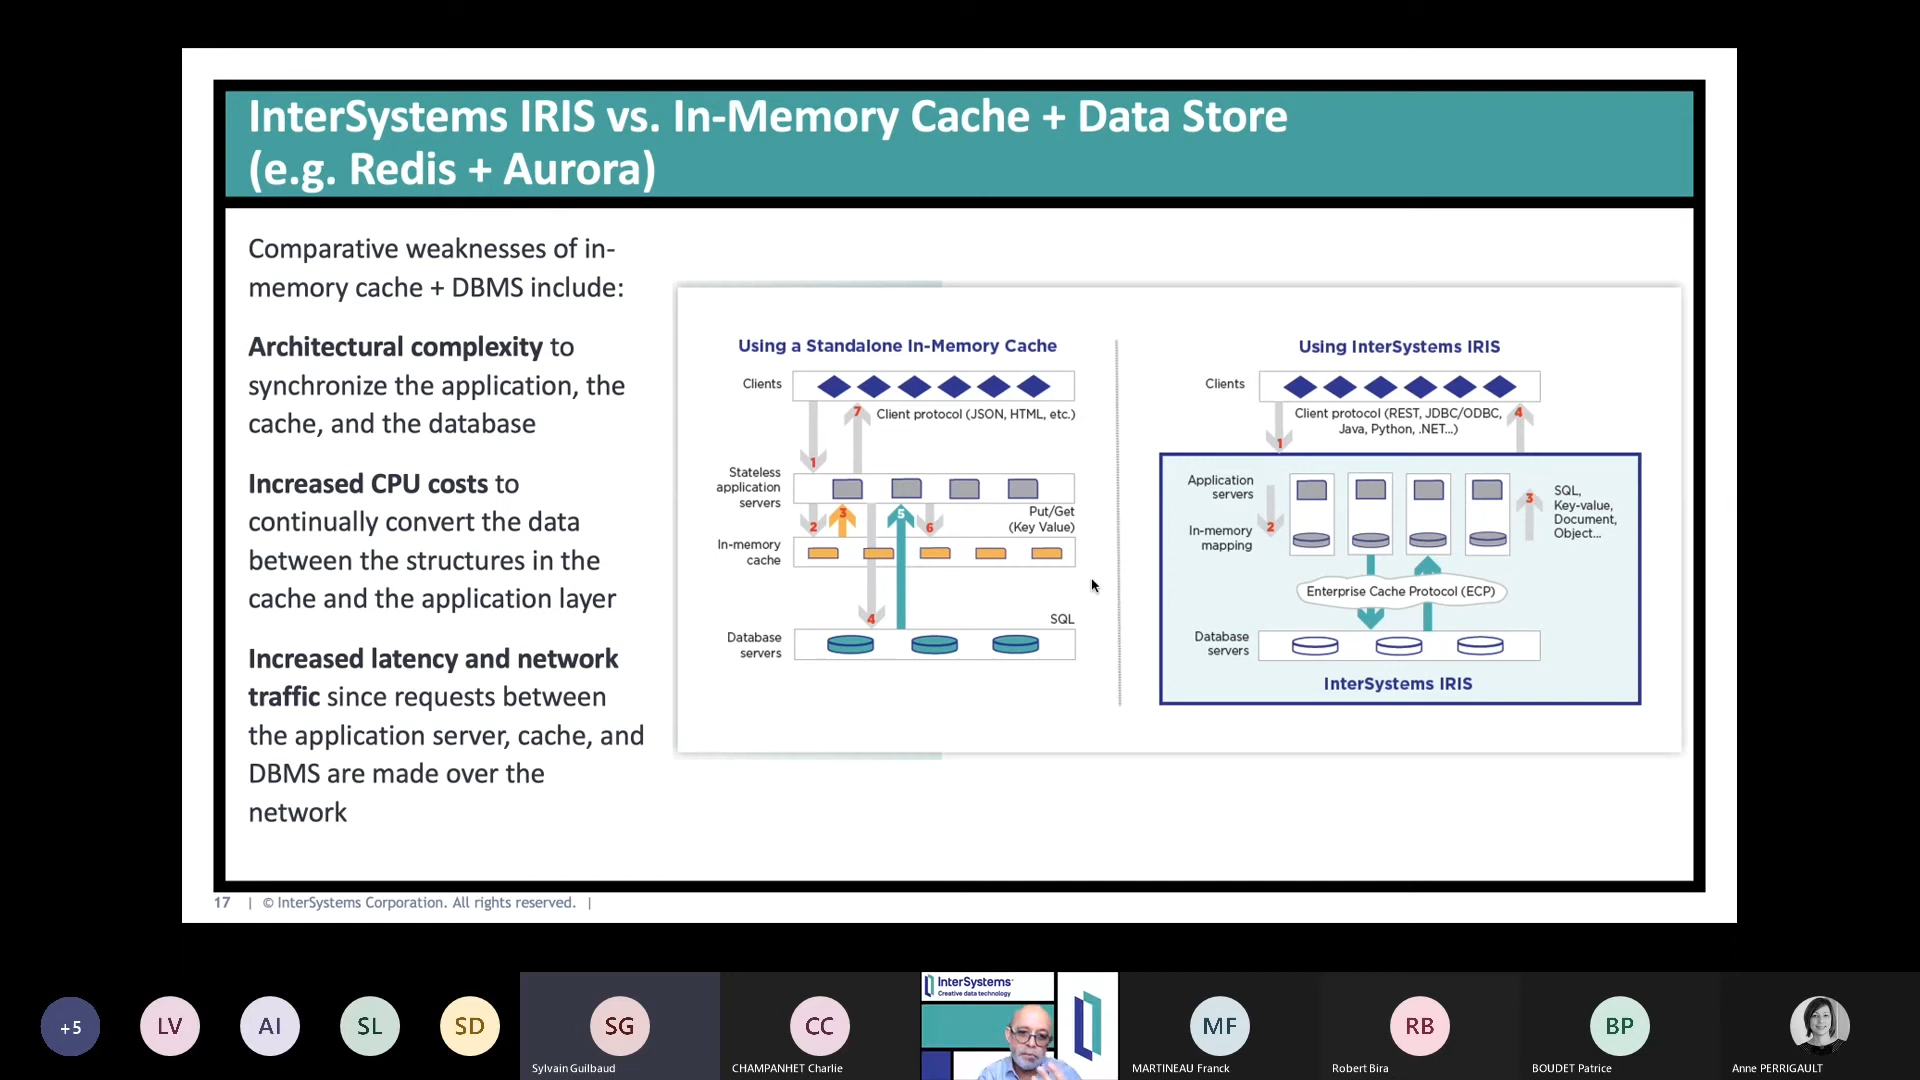 InterSystems IRIS vs. In-Memory Cache + Data Store
(e.g. Redis + Aurora)
Comparative weaknesses of in-
memory cache + DBMS include:
Architectural complexity to
synchronize the application, the
cache, and the database
Increased CPU costs to
continually convert the data
between the structures in the
cache and the application layer
Increased latency and network
traffic since requests between
the application server, cache, and
DBMS are made over the
network
Using a Standalone In-Memory Cache
Clients
7
Client protocol (JSON, HTML, etc.)
1
Stateless
application
servers
2
3
5
6
Put/Get
(Key Value)
In-memory
cache
4
SQL
Database
servers
Using InterSystems IRIS
Clients
Client protocol (REST, JDBC/ODBC,
Java, Python, .NET...)
4
1
Application
servers
2
In-memory
mapping
3
SQL,
Key-value,
Document,
Object...
Enterprise Cache Protocol (ECP)
Database
servers
InterSystems IRIS
17 | © InterSystems Corporation. All rights reserved. |
+5
LV
AI
SL
SD
SG
Sylvain Guilbaud
CC
CHAMPANHET Charlie
InterSystems
Creative data technology
MF
MARTINEAU Franck
RB
Robert Bira
BP
BOUDET Patrice
Anne PERRIGAULT